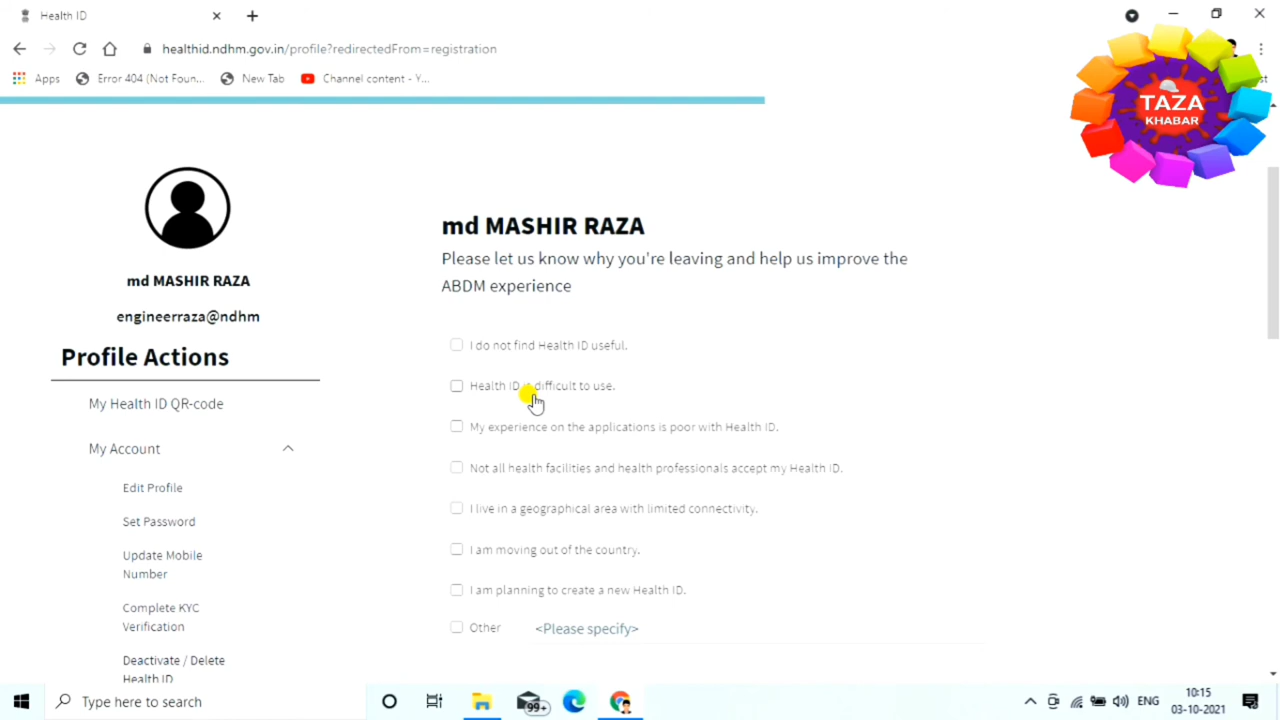 Health ID
healthid.ndhm.gov.in/profile?redirectedFrom=registration
Apps
Error 404 (Not Foun...
New Tab
Channel content - Y...
TAZA
KHABAR
md MASHIR RAZA
engineerraza@ndhm
Profile Actions
My Health ID QR-code
My Account
Edit Profile
Set Password
Update Mobile
Number
Complete KYC
Verification
Deactivate / Delete
Health ID
md MASHIR RAZA
Please let us know why you're leaving and help us improve the
ABDM experience
I do not find Health ID useful.
Health ID difficult to use.
My experience on the applications is poor with Health ID.
Not all health facilities and health professionals accept my Health ID.
I live in a geographical area with limited connectivity.
I am moving out of the country.
I am planning to create a new Health ID.
Other <Please specify>
Type here to search
99+
ENG
10:15
03-10-2021